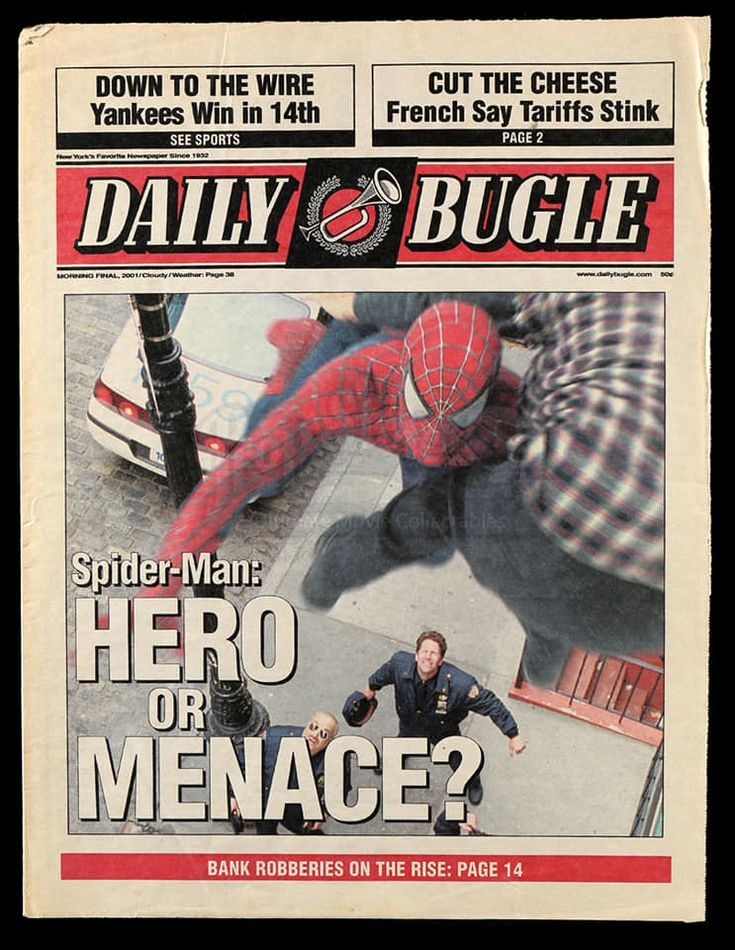 DOWN TO THE WIRE
Yankees Win in 14th
SEE SPORTS
CUT THE CHEESE
French Say Tariffs Stink
PAGE 2
New York's Favorite Newspaper Since 1932
DAILY BUGLE
MORNING FINAL, 2001/Cloudy/Weather: Page 38
www.dailybugle.com 50¢
Spider-Man:
HERO
OR
MENACE?
BANK ROBBERIES ON THE RISE: PAGE 14